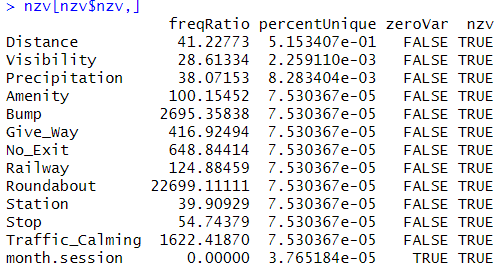 > nzv[nzv$nzv,]
freqRatio percentUnique zeroVar nzv
Distance 41.22773 5.153407e-01 FALSE TRUE
Visibility 28.61334 2.259110e-03 FALSE TRUE
Precipitation 38.07153 8.283404e-03 FALSE TRUE
Amenity 100.15452 7.530367e-05 FALSE TRUE
Bump 2695.35838 7.530367e-05 FALSE TRUE
Give_Way 416.92494 7.530367e-05 FALSE TRUE
No_Exit 648.84414 7.530367e-05 FALSE TRUE
Railway 124.88459 7.530367e-05 FALSE TRUE
Roundabout 22699.11111 7.530367e-05 FALSE TRUE
Station 39.90929 7.530367e-05 FALSE TRUE
Stop 54.74379 7.530367e-05 FALSE TRUE
Traffic_Calming 1622.41870 7.530367e-05 FALSE TRUE
month.session 0.00000 3.765184e-05 TRUE TRUE